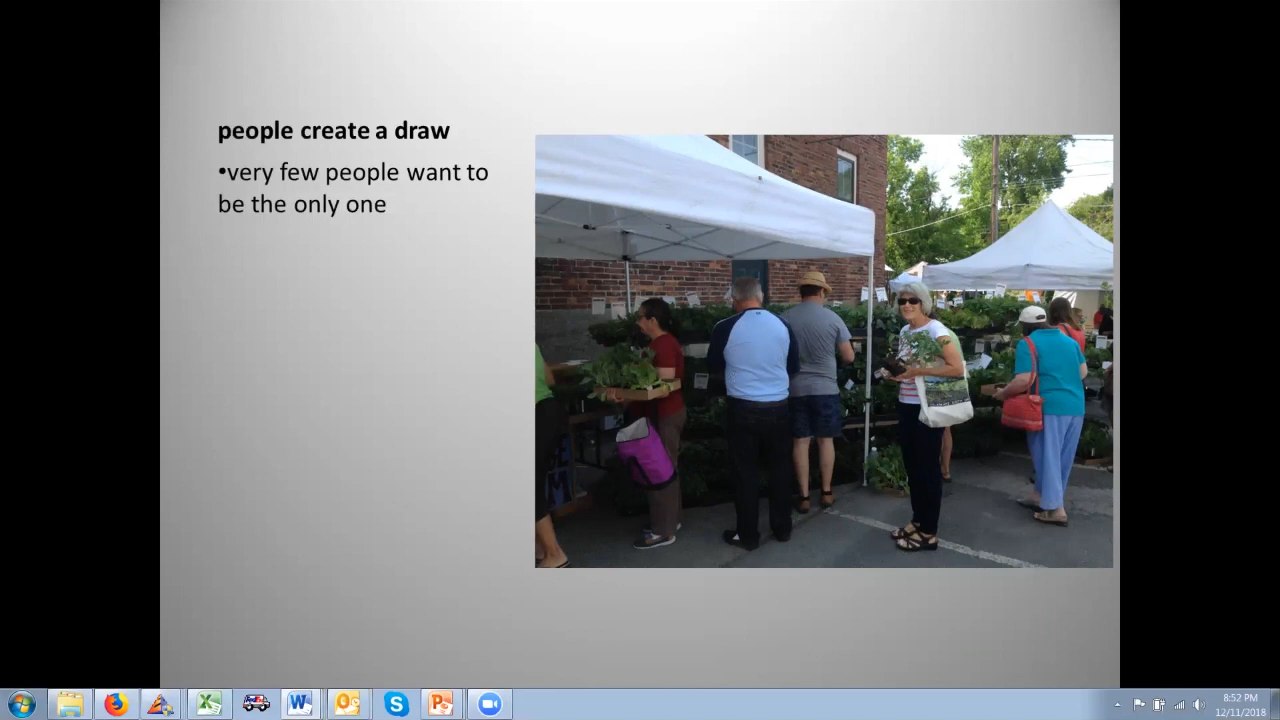 people create a draw
•very few people want to
be the only one
8:52 PM
12/11/2018